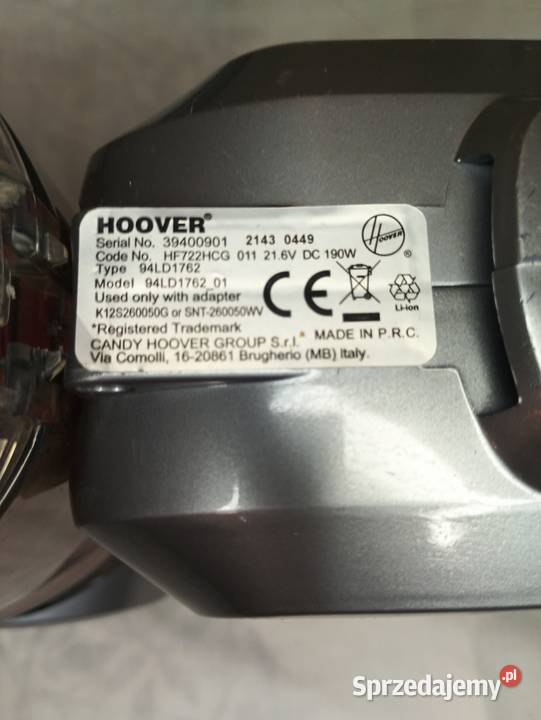 HOOVER®
Serial No. 39400901 2143 0449
Code No. HF722HCG 011 21.6V DC 190W
Type 94LD1762
Model 94LD1762 01
Used only with adapter
K12S260050G or SNT-260050WV
*Registered Trademark
CANDY HOOVER GROUP S.r.l.* MADE IN P.R.C.
Via Comolli, 16-20861 Brugherio (MB) Italy.
HOOVER
®
CE
Li-ion
Sprzedajemy.pl